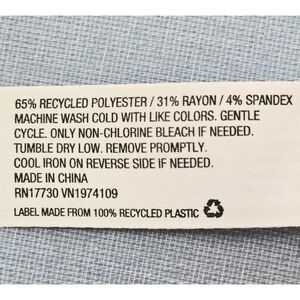 65% RECYCLED POLYESTER / 31% RAYON / 4% SPANDEX
MACHINE WASH COLD WITH LIKE COLORS. GENTLE
CYCLE. ONLY NON-CHLORINE BLEACH IF NEEDED.
TUMBLE DRY LOW. REMOVE PROMPTLY.
COOL IRON ON REVERSE SIDE IF NEEDED.
MADE IN CHINA
RN17730 VN1974109
LABEL MADE FROM 100% RECYCLED PLASTIC